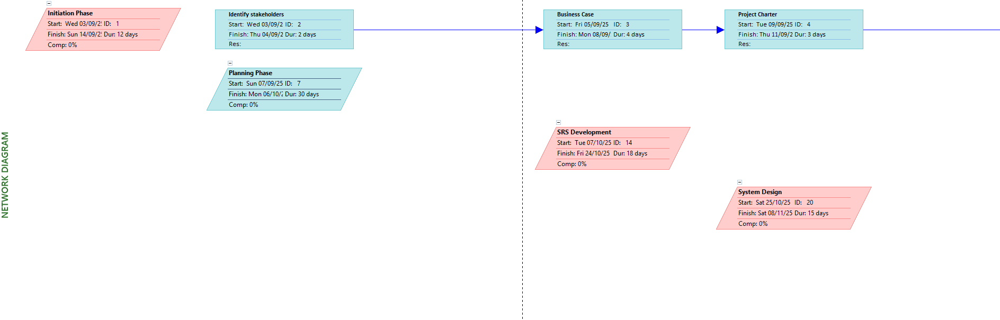 Initiation Phase
Start: Wed 03/09/2! ID: 1
Finish: Sun 14/09/2! Dur: 12 days
Comp: 0%
Identify stakeholders
Start: Wed 03/09/2 ID: 2
Finish: Thu 04/09/2 Dur: 2 days
Res:
Business Case
Start: Fri 05/09/25 ID: 3
Finish: Mon 08/09/ Dur: 4 days
Res:
Project Charter
Start: Tue 09/09/25 ID: 4
Finish: Thu 11/09/2 Dur: 3 days
Res:
Planning Phase
Start: Sun 07/09/25 ID: 7
Finish: Mon 06/10/2 Dur: 30 days
Comp: 0%
SRS Development
Start: Tue 07/10/25 ID: 14
Finish: Fri 24/10/25 Dur: 18 days
Comp: 0%
System Design
Start: Sat 25/10/25 ID: 20
Finish: Sat 08/11/25 Dur: 15 days
Comp: 0%
NETWORK DIAGRAM